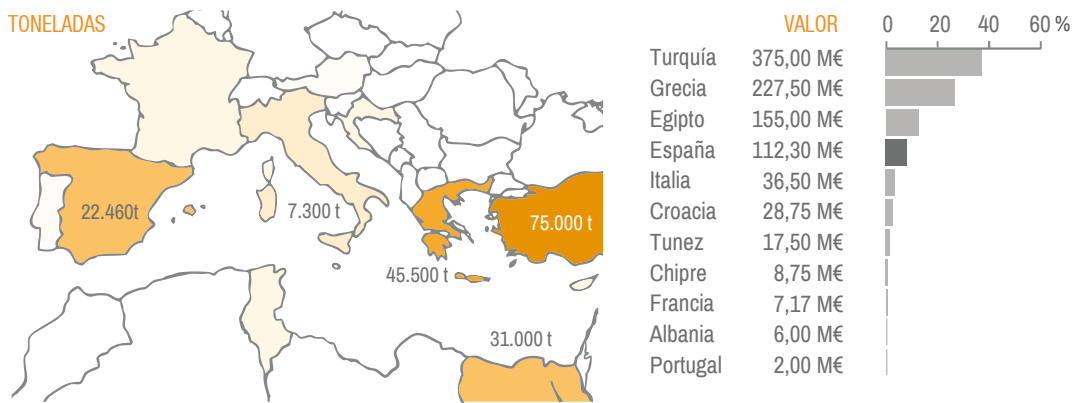 TONELADAS
22.460t
7.300 t
75.000 t
45.500 t
31.000 t
VALOR 0 20 40 60 %
Turquía 375,00 M€
Grecia 227,50 M€
Egipto 155,00 M€
España 112,30 M€
Italia 36,50 M€
Croacia 28,75 M€
Tunez 17,50 M€
Chipre 8,75 M€
Francia 7,17 M€
Albania 6,00 M€
Portugal 2,00 M€